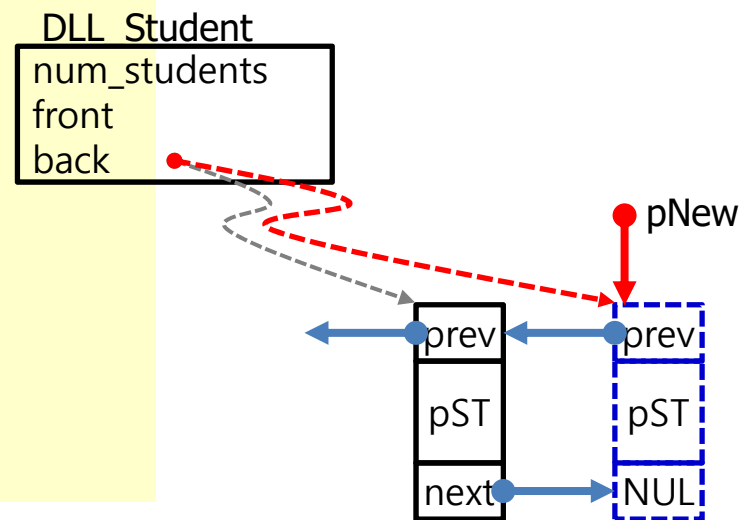 DLL_Student
num_students
front
back
pNew
prev
prev
pST
pST
next
NUL